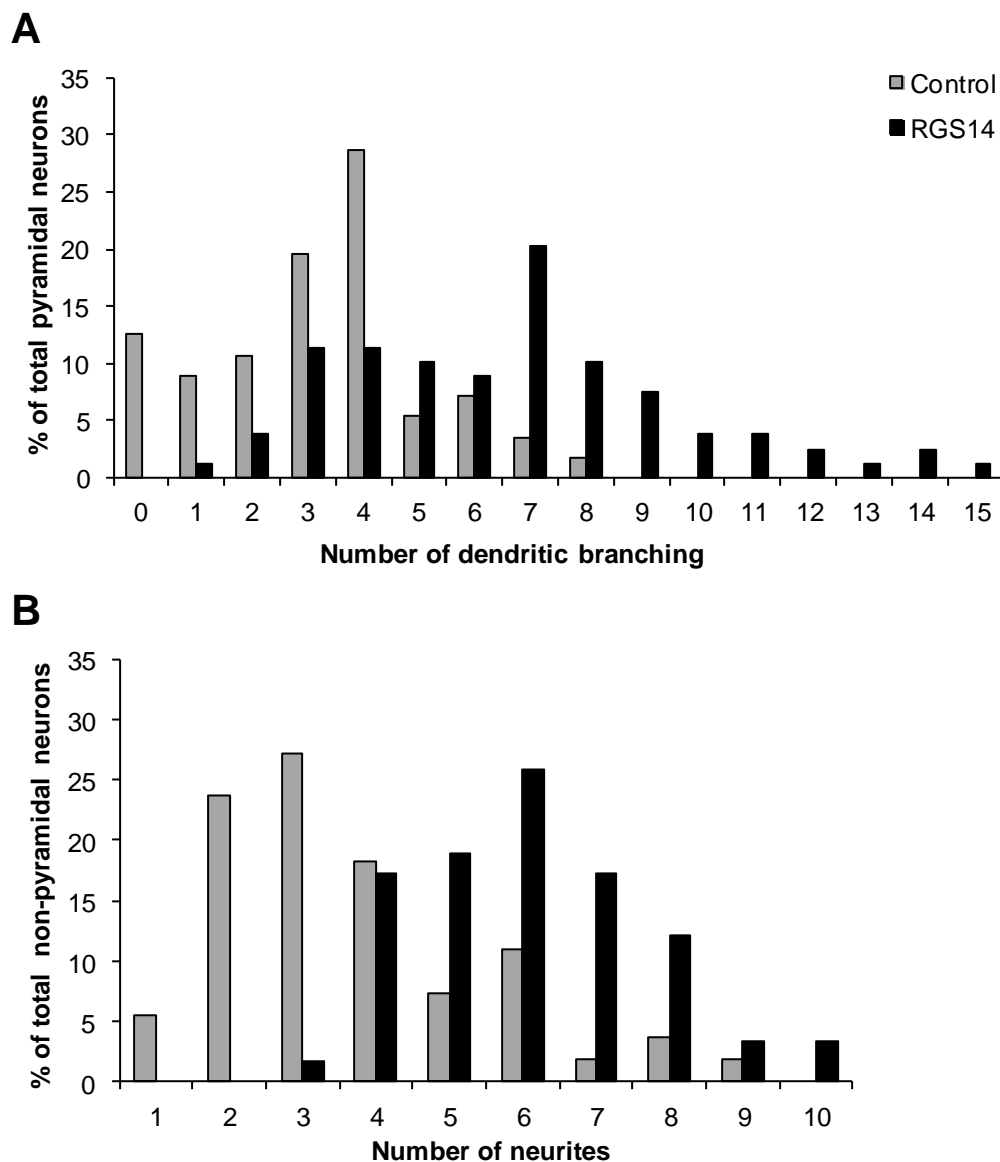 A
% of total pyramidal neurons
35
30
25
20
15
10
5
0
Control
RGS14
0 1 2 3 4 5 6 7 8 9 10 11 12 13 14 15
Number of dendritic branching
B
% of total non-pyramidal neurons
35
30
25
20
15
10
5
0
1 2 3 4 5 6 7 8 9 10
Number of neurites